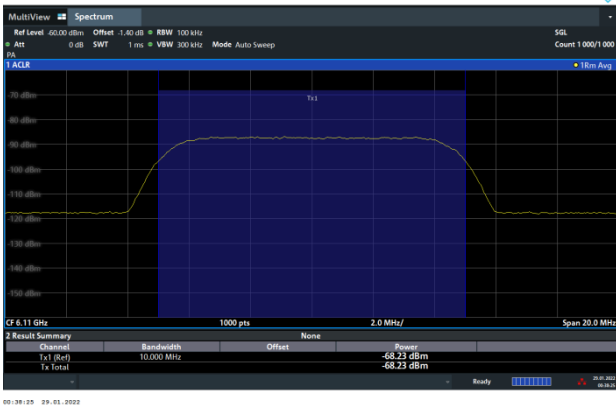 MultiView Spectrum
Ref Level -60.00 dBm Offset -1.40 dB RBW 100 kHz SGL
Att 0 dB SWT 1 ms VBW 300 kHz Mode Auto Sweep Count 1000/1000
PA
1 ACLR 1Rm Avg
-70 dBm
Tx1
-80 dBm
-90 dBm
-100 dBm
-110 dBm
-120 dBm
-130 dBm
-140 dBm
-150 dBm
CF 6.11 GHz 1000 pts 2.0 MHz/ Span 20.0 MHz
2 Result Summary None
Channel Bandwidth Offset Power
Tx1 (Ref) 10.000 MHz -68.23 dBm
Tx Total -68.23 dBm
Ready 29.01.2022
00:38:25
00:38:25 29.01.2022